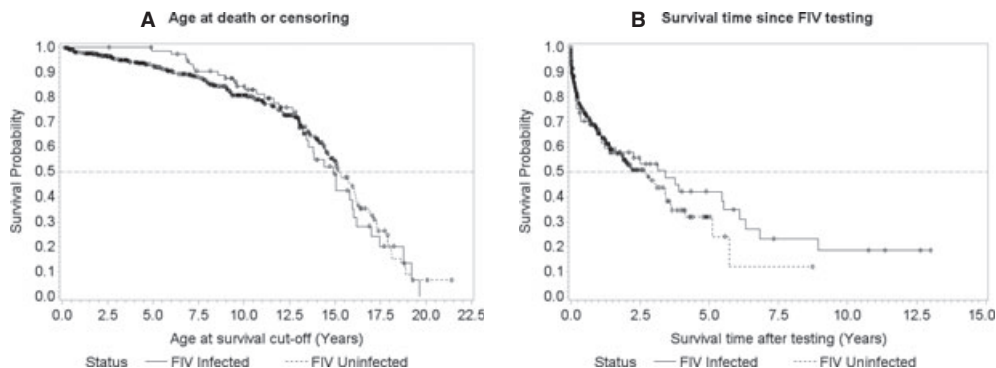 A Age at death or censoring
1.0
0.9
0.8
0.7
0.6
0.5
0.4
0.3
0.2
0.1
0.0
Survival Probability
0.0 2.5 5.0 7.5 10.0 12.5 15.0 17.5 20.0 22.5
Age at survival cut-off (Years)
Status FIV Infected FIV Uninfected
B Survival time since FIV testing
1.0
0.9
0.8
0.7
0.6
0.5
0.4
0.3
0.2
0.1
0.0
Survival Probability
0.0 2.5 5.0 7.5 10.0 12.5 15.0
Survival time after testing (Years)
Status FIV Infected FIV Uninfected